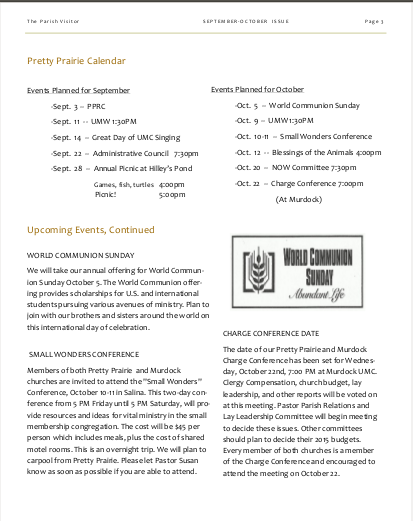 The Parish Visitor SEPTEMBER-OCTOBER ISSUE Page 3
Pretty Prairie Calendar
Events Planned for September
-Sept. 3 – PPRC
-Sept. 11 -- UMW 1:30PM
-Sept. 14 – Great Day of UMC Singing
-Sept. 22 – Administrative Council 7:30pm
-Sept. 28 – Annual Picnic at Hilley's Pond
Games, fish, turtles 4:00pm
Picnic! 5:00pm
Events Planned for October
-Oct. 5 – World Communion Sunday
-Oct. 9 – UMW 1:30PM
-Oct. 10-11 – Small Wonders Conference
-Oct. 12 -- Blessings of the Animals 4:00pm
-Oct. 20 – NOW Committee 7:30pm
-Oct. 22 – Charge Conference 7:00pm
(At Murdock)
Upcoming Events, Continued
WORLD COMMUNION SUNDAY
We will take our annual offering for World Commun-
ion Sunday October 5. The World Communion offer-
ing provides scholarships for U.S. and international
students pursuing various avenues of ministry. Plan to
join with our brothers and sisters around the world on
this international day of celebration.
SMALL WONDERS CONFERENCE
Members of both Pretty Prairie and Murdock
churches are invited to attend the "Small Wonders"
Conference, October 10-11 in Salina. This two-day con-
ference from 5 PM Friday until 5 PM Saturday, will pro-
vide resources and ideas for vital ministry in the small
membership congregation. The cost will be $45 per
person which includes meals, plus the cost of shared
motel rooms. This is an overnight trip. We will plan to
carpool from Pretty Prairie. Please let Pastor Susan
know as soon as possible if you are able to attend.
WORLD COMMUNION
SUNDAY
Abundant Life
CHARGE CONFERENCE DATE
The date of our Pretty Prairie and Murdock
Charge Conference has been set for Wednes-
day, October 22nd, 7:00 PM at Murdock UMC.
Clergy Compensation, church budget, lay
leadership, and other reports will be voted on
at this meeting. Pastor Parish Relations and
Lay Leadership Committee will begin meeting
to decide these issues. Other committees
should plan to decide their 2015 budgets.
Every member of both churches is a member
of the Charge Conference and encouraged to
attend the meeting on October 22.